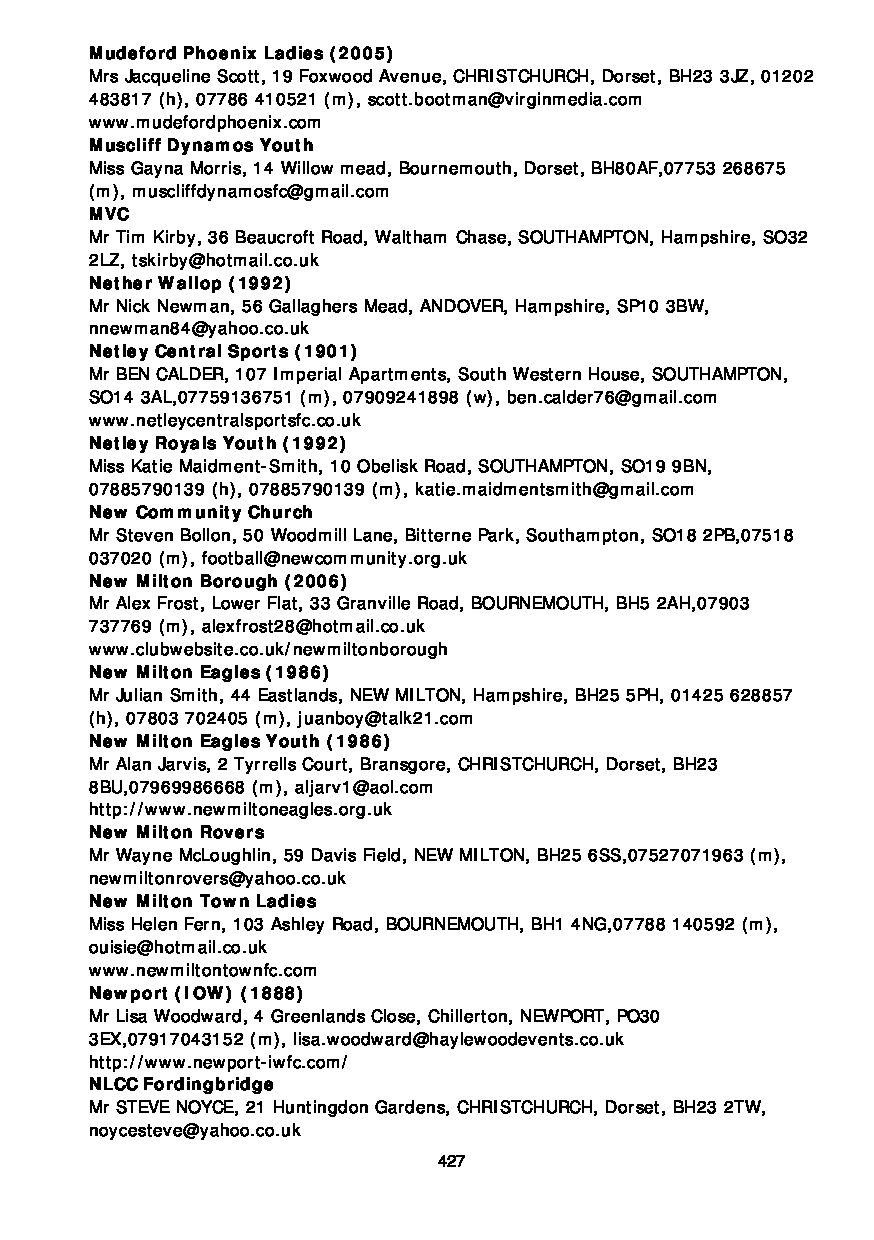 Mudeford Phoenix Ladies (2005)
Mrs Jacqueline Scott, 19 Foxwood Avenue, CHRISTCHURCH, Dorset, BH23 3JZ, 01202
483817 (h), 07786 410521 (m), scott.bootman@virginmedia.com
www.mudefordphoenix.com
Muscliff Dynamos Youth
Miss Gayna Morris, 14 Willow mead, Bournemouth, Dorset, BH80AF,07753 268675
(m), muscliffdynamosfc@gmail.com
MVC
Mr Tim Kirby, 36 Beaucroft Road, Waltham Chase, SOUTHAMPTON, Hampshire, SO32
2LZ, tskirby@hotmail.co.uk
Nether Wallop (1992)
Mr Nick Newman, 56 Gallaghers Mead, ANDOVER, Hampshire, SP10 3BW,
nnewman84@yahoo.co.uk
Netley Central Sports (1901)
Mr BEN CALDER, 107 Imperial Apartments, South Western House, SOUTHAMPTON,
SO14 3AL,07759136751 (m), 07909241898 (w), ben.calder76@gmail.com
www.netleycentralsportsfc.co.uk
Netley Royals Youth (1992)
Miss Katie Maidment-Smith, 10 Obelisk Road, SOUTHAMPTON, SO19 9BN,
07885790139 (h), 07885790139 (m), katie.maidmentsmith@gmail.com
New Community Church
Mr Steven Bollon, 50 Woodmill Lane, Bitterne Park, Southampton, SO18 2PB,07518
037020 (m), football@newcommunity.org.uk
New Milton Borough (2006)
Mr Alex Frost, Lower Flat, 33 Granville Road, BOURNEMOUTH, BH5 2AH,07903
737769 (m), alexfrost28@hotmail.co.uk
www.clubwebsite.co.uk/newmiltonborough
New Milton Eagles (1986)
Mr Julian Smith, 44 Eastlands, NEW MILTON, Hampshire, BH25 5PH, 01425 628857
(h), 07803 702405 (m), juanboy@talk21.com
New Milton Eagles Youth (1986)
Mr Alan Jarvis, 2 Tyrrells Court, Bransgore, CHRISTCHURCH, Dorset, BH23
8BU,07969986668 (m), aljarv1@aol.com
http://www.newmiltoneagles.org.uk
New Milton Rovers
Mr Wayne McLoughlin, 59 Davis Field, NEW MILTON, BH25 6SS,07527071963 (m),
newmiltonrovers@yahoo.co.uk
New Milton Town Ladies
Miss Helen Fern, 103 Ashley Road, BOURNEMOUTH, BH1 4NG,07788 140592 (m),
ouisie@hotmail.co.uk
www.newmiltontownfc.com
Newport (IOW) (1888)
Mr Lisa Woodward, 4 Greenlands Close, Chillerton, NEWPORT, PO30
3EX,07917043152 (m), lisa.woodward@haylewoodevents.co.uk
http://www.newport-iwfc.com/
NLCC Fordingbridge
Mr STEVE NOYCE, 21 Huntingdon Gardens, CHRISTCHURCH, Dorset, BH23 2TW,
noycesteve@yahoo.co.uk
427